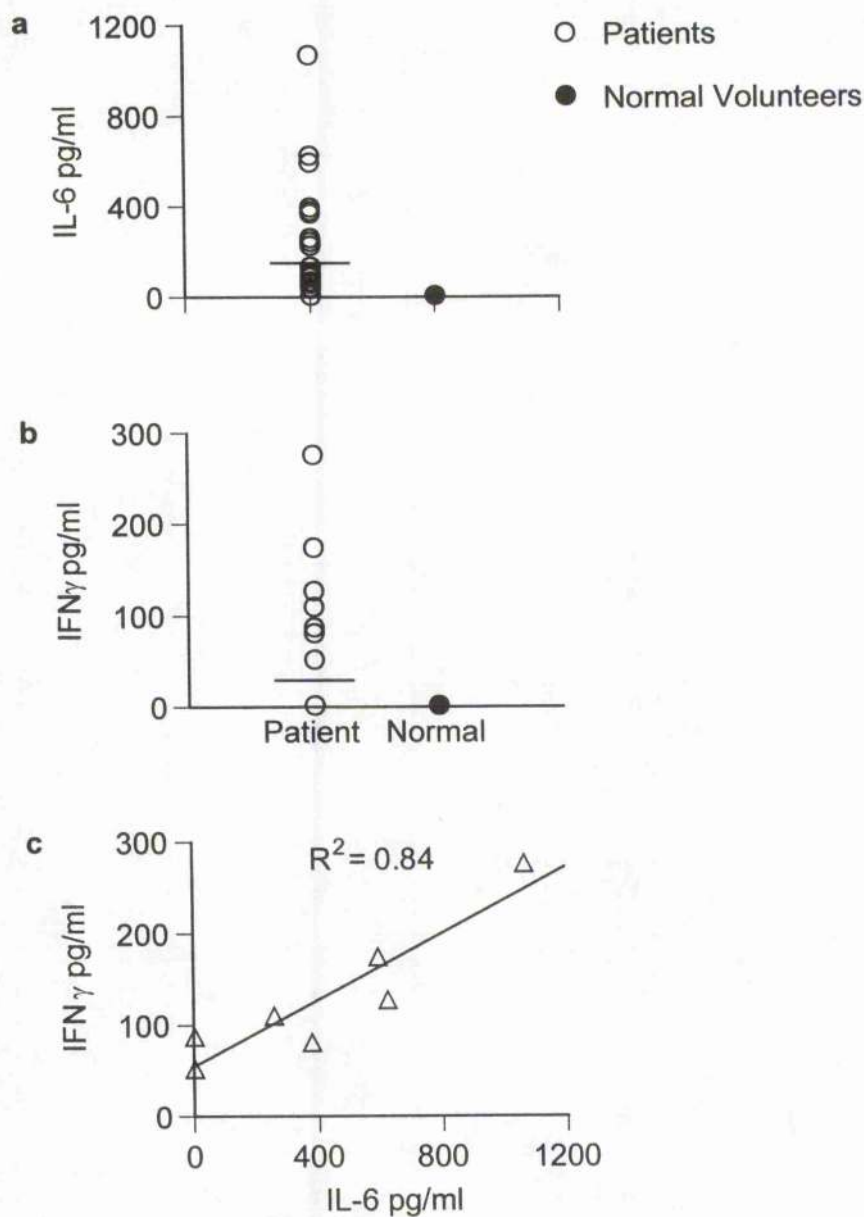 a
1200
800
400
0
IL-6 pg/ml
Patients
Normal Volunteers
b
300
200
100
0
IFNγ pg/ml
Patient Normal
c
300
200
100
0
IFNγ pg/ml
R² = 0.84
0 400 800 1200
IL-6 pg/ml